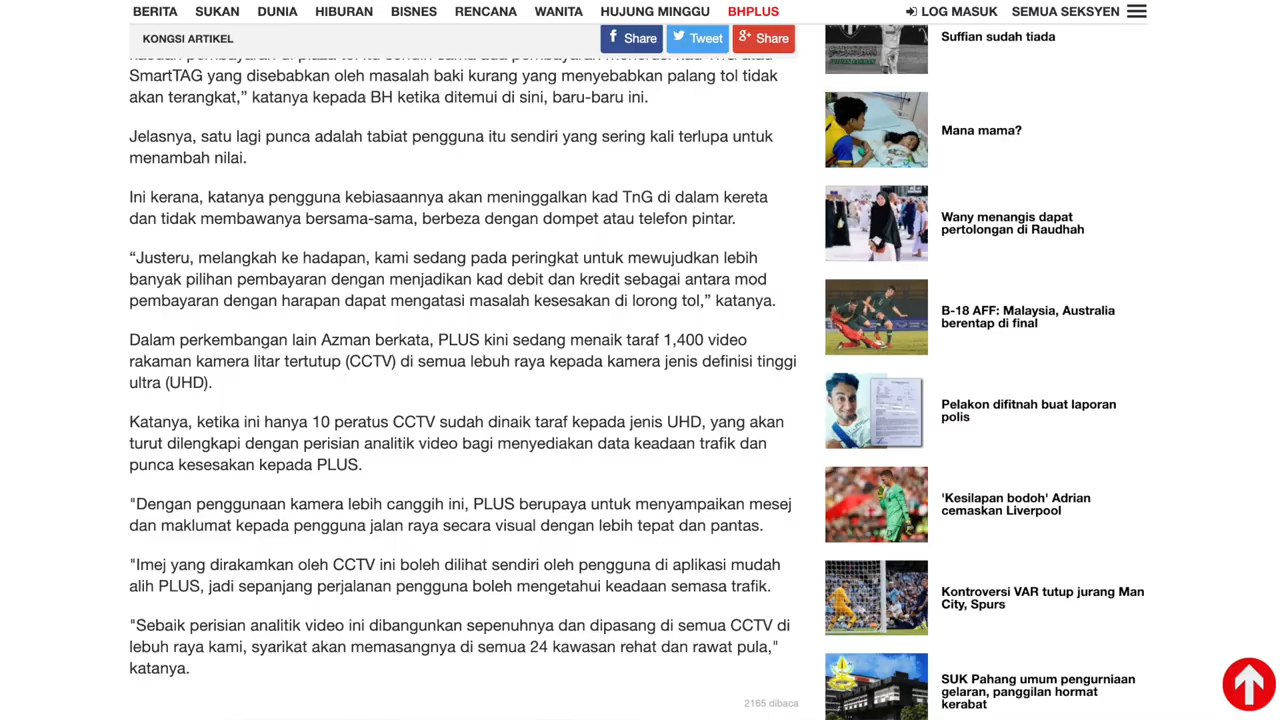 BERITA SUKAN DUNIA HIBURAN BISNES RENCANA WANITA HUJUNG MINGGU BHPLUS LOG MASUK SEMUA SEKSYEN
KONGSI ARTIKEL
Share
Tweet
Share
SmartTAG yang disebabkan oleh masalah baki kurang yang menyebabkan palang tol tidak
akan terangkat,” katanya kepada BH ketika ditemui di sini, baru-baru ini.
Jelasnya, satu lagi punca adalah tabiat pengguna itu sendiri yang sering kali terlupa untuk
menambah nilai.
Ini kerana, katanya pengguna kebiasaannya akan meninggalkan kad TnG di dalam kereta
dan tidak membawanya bersama-sama, berbeza dengan dompet atau telefon pintar.
“Justeru, melangkah ke hadapan, kami sedang pada peringkat untuk mewujudkan lebih
banyak pilihan pembayaran dengan menjadikan kad debit dan kredit sebagai antara mod
pembayaran dengan harapan dapat mengatasi masalah kesesakan di lorong tol,” katanya.
Dalam perkembangan lain Azman berkata, PLUS kini sedang menaik taraf 1,400 video
rakaman kamera litar tertutup (CCTV) di semua lebuh raya kepada kamera jenis definisi tinggi
ultra (UHD).
Katanya, ketika ini hanya 10 peratus CCTV sudah dinaik taraf kepada jenis UHD, yang akan
turut dilengkapi dengan perisian analitik video bagi menyediakan data keadaan trafik dan
punca kesesakan kepada PLUS.
"Dengan penggunaan kamera lebih canggih ini, PLUS berupaya untuk menyampaikan mesej
dan maklumat kepada pengguna jalan raya secara visual dengan lebih tepat dan pantas.
"Imej yang dirakamkan oleh CCTV ini boleh dilihat sendiri oleh pengguna di aplikasi mudah
alih PLUS, jadi sepanjang perjalanan pengguna boleh mengetahui keadaan semasa trafik.
"Sebaik perisian analitik video ini dibangunkan sepenuhnya dan dipasang di semua CCTV di
lebuh raya kami, syarikat akan memasangnya di semua 24 kawasan rehat dan rawat pula,"
katanya.
2165 dibaca
Suffian sudah tiada
Mana mama?
Wany menangis dapat
pertolongan di Raudhah
B-18 AFF: Malaysia, Australia
berentap di final
Pelakon difitnah buat laporan
polis
'Kesilapan bodoh' Adrian
cemaskan Liverpool
Kontroversi VAR tutup jurang Man
City, Spurs
SUK Pahang umum pengurniaan
gelaran, panggilan hormat
kerabat